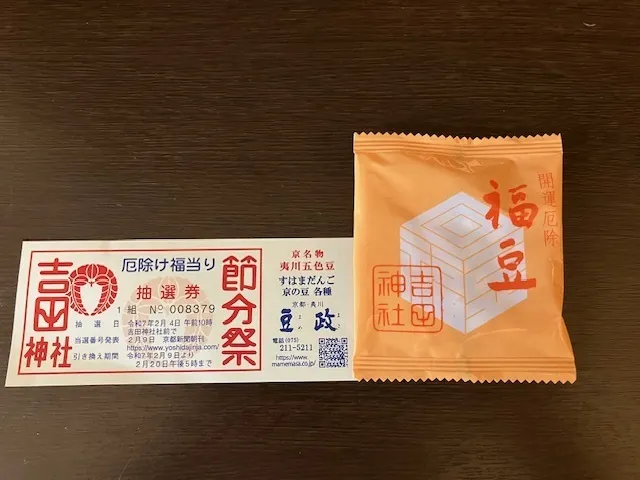 吉田
神社
厄除け福当り
抽選券
1組 № 008379
抽選日 令和7年2月4日 午前10時
吉田神社社前で
当選番号発表 2月9日 京都新聞朝刊
https://www.yoshidajinja.com/
引き換え期間 令和7年2月9日より
2月20日午後5時まで
節分祭
京名物
夷川五色豆
すはまだんご
京の豆 各種
京都・夷川
豆政
まめ まさ
電話(075)
211-5211
https://www.
mamemasa.co.jp/
開運厄除
福豆
吉田
神社